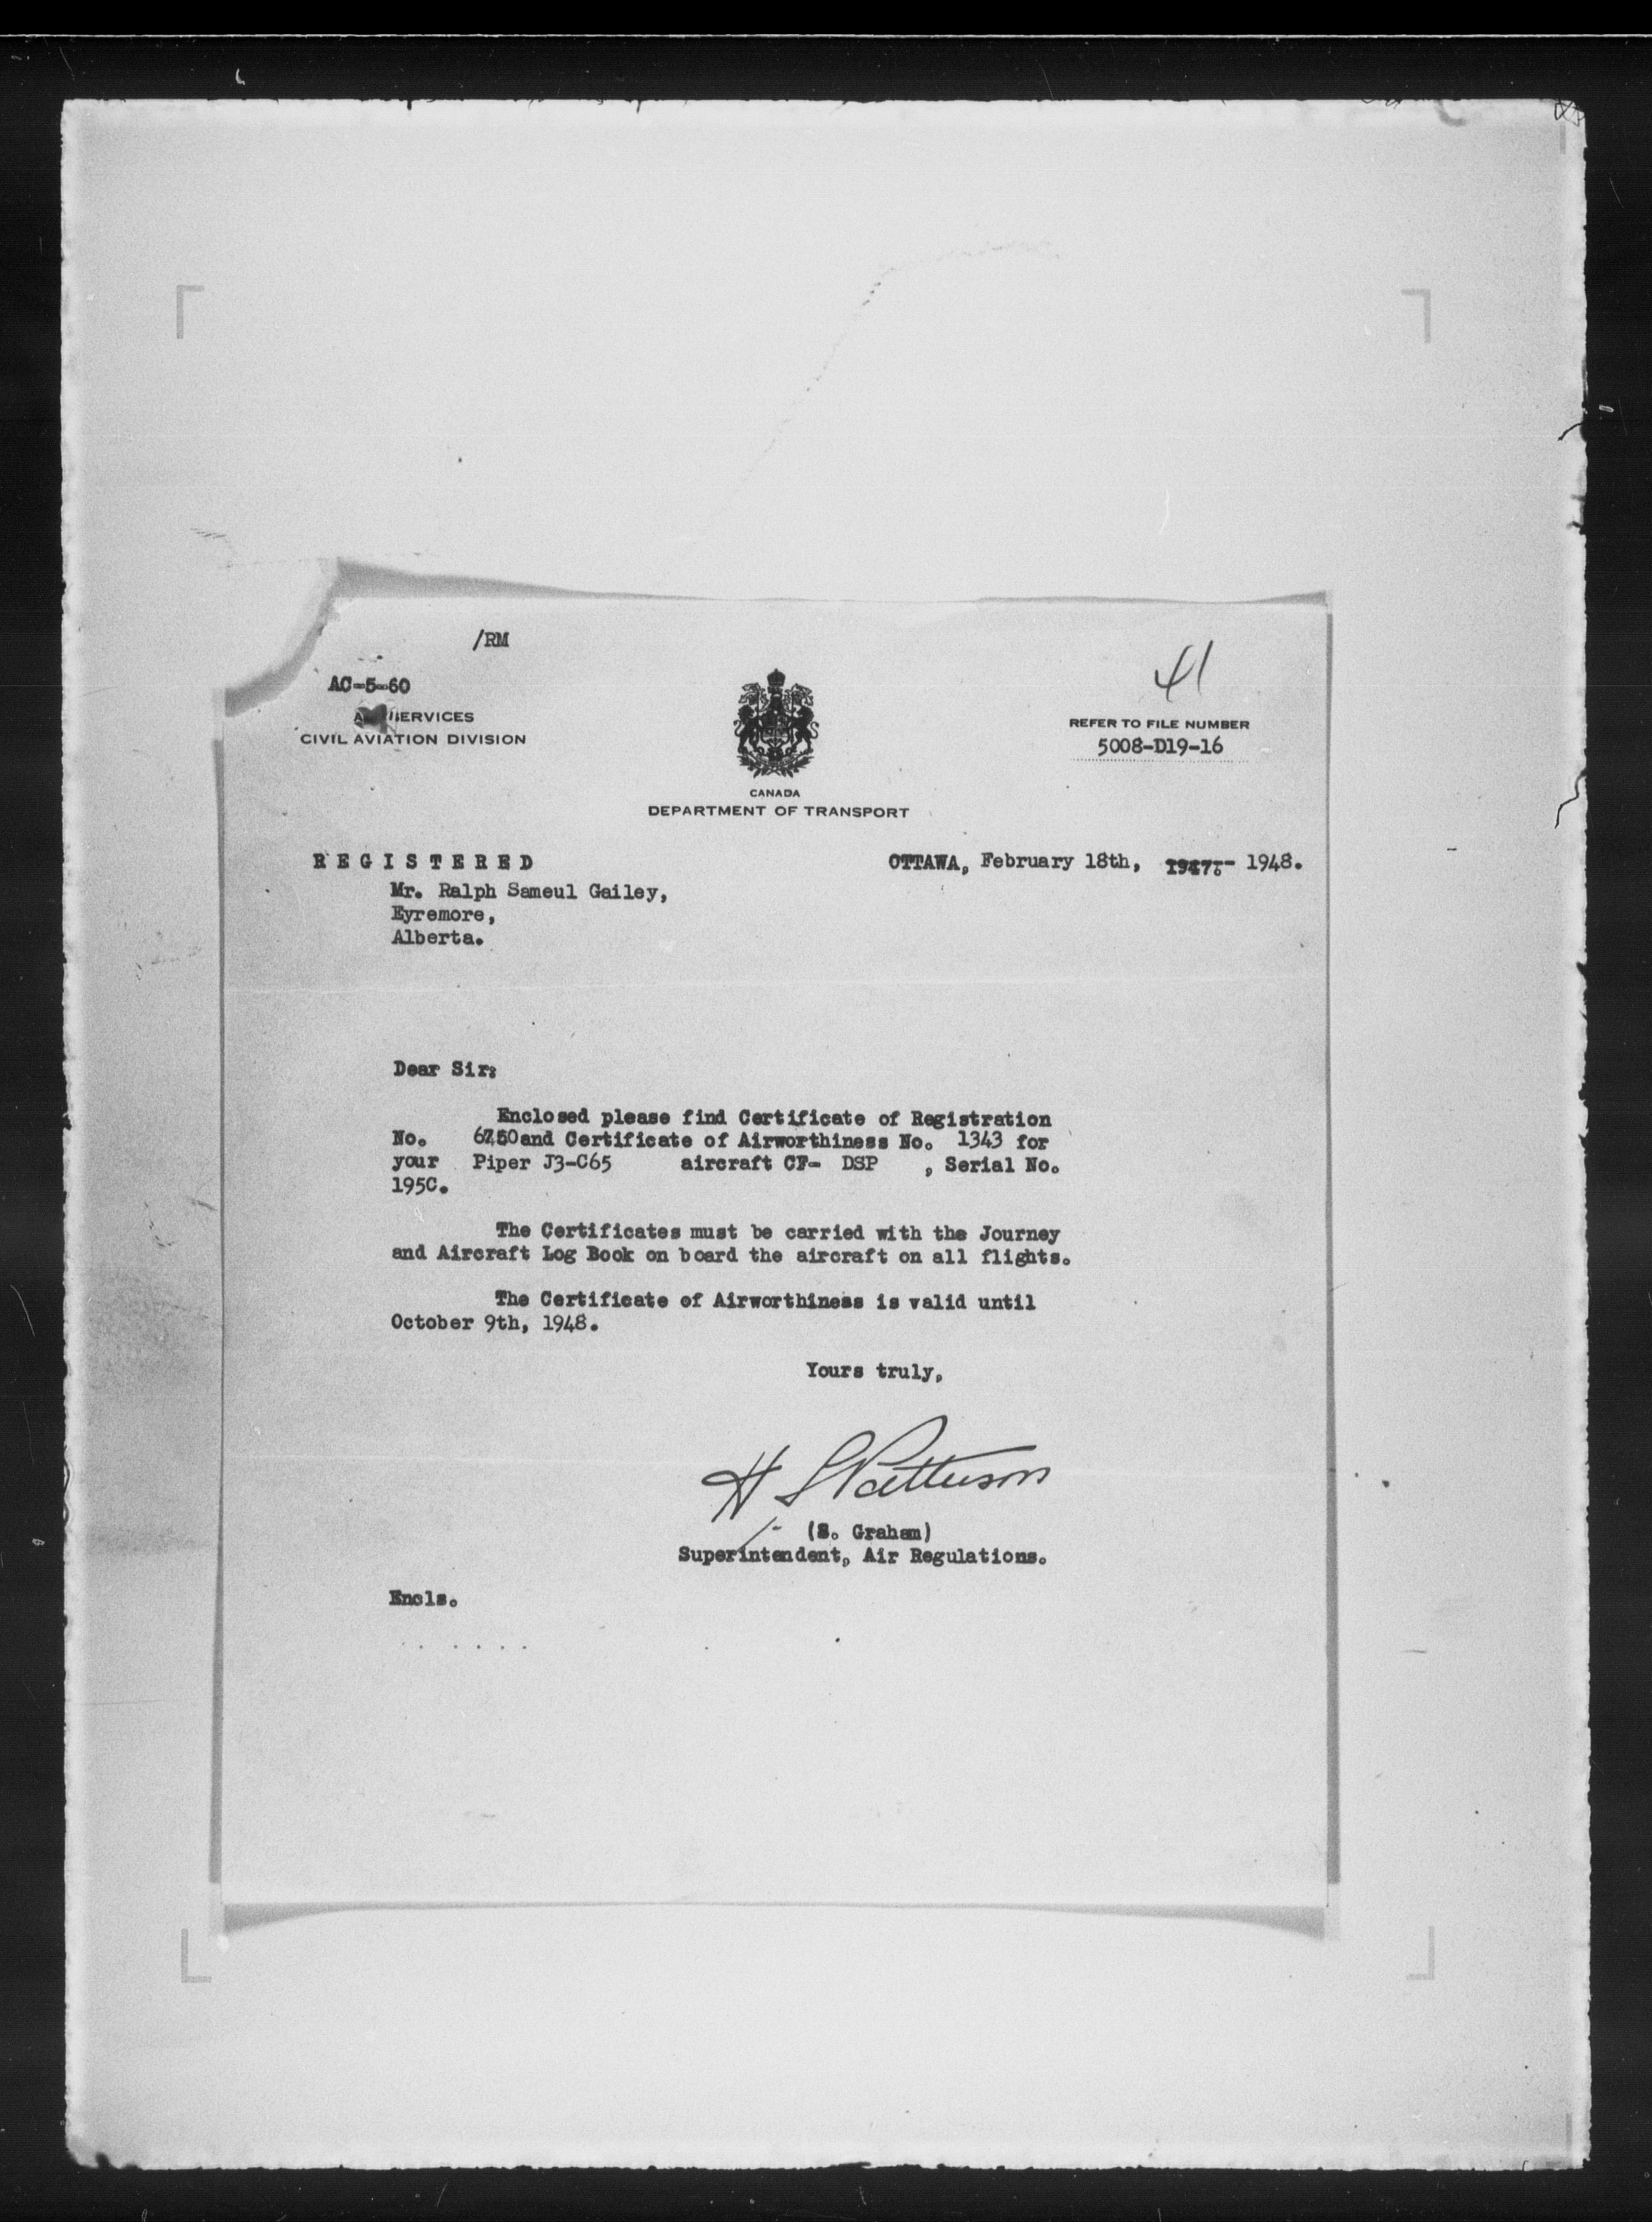 /RM
41
AC-5-60
SERVICES
CIVIL AVIATION DIVISION
REFER TO FILE NUMBER
5008-D19-16
CANADA
DEPARTMENT OF TRANSPORT
REGISTERED
OTTAWA, February 18th, 1947. 1948.
Mr. Ralph Sameul Gailey,
Eyremore,
Alberta.
Dear Sir:
Enclosed please find Certificate of Registration
No. and Certificate of Airworthiness No. 1343 for
your Piper J3-C65 aircraft CF- DSP , Serial No.
195C.
The Certificates must be carried with the Journey
and Aircraft Log Book on board the aircraft on all flights.
The Certificate of Airworthiness is valid until
October 9th, 1948.
Yours truly,
H S Patterson
(S. Graham)
Superintendent, Air Regulations.
Encls.